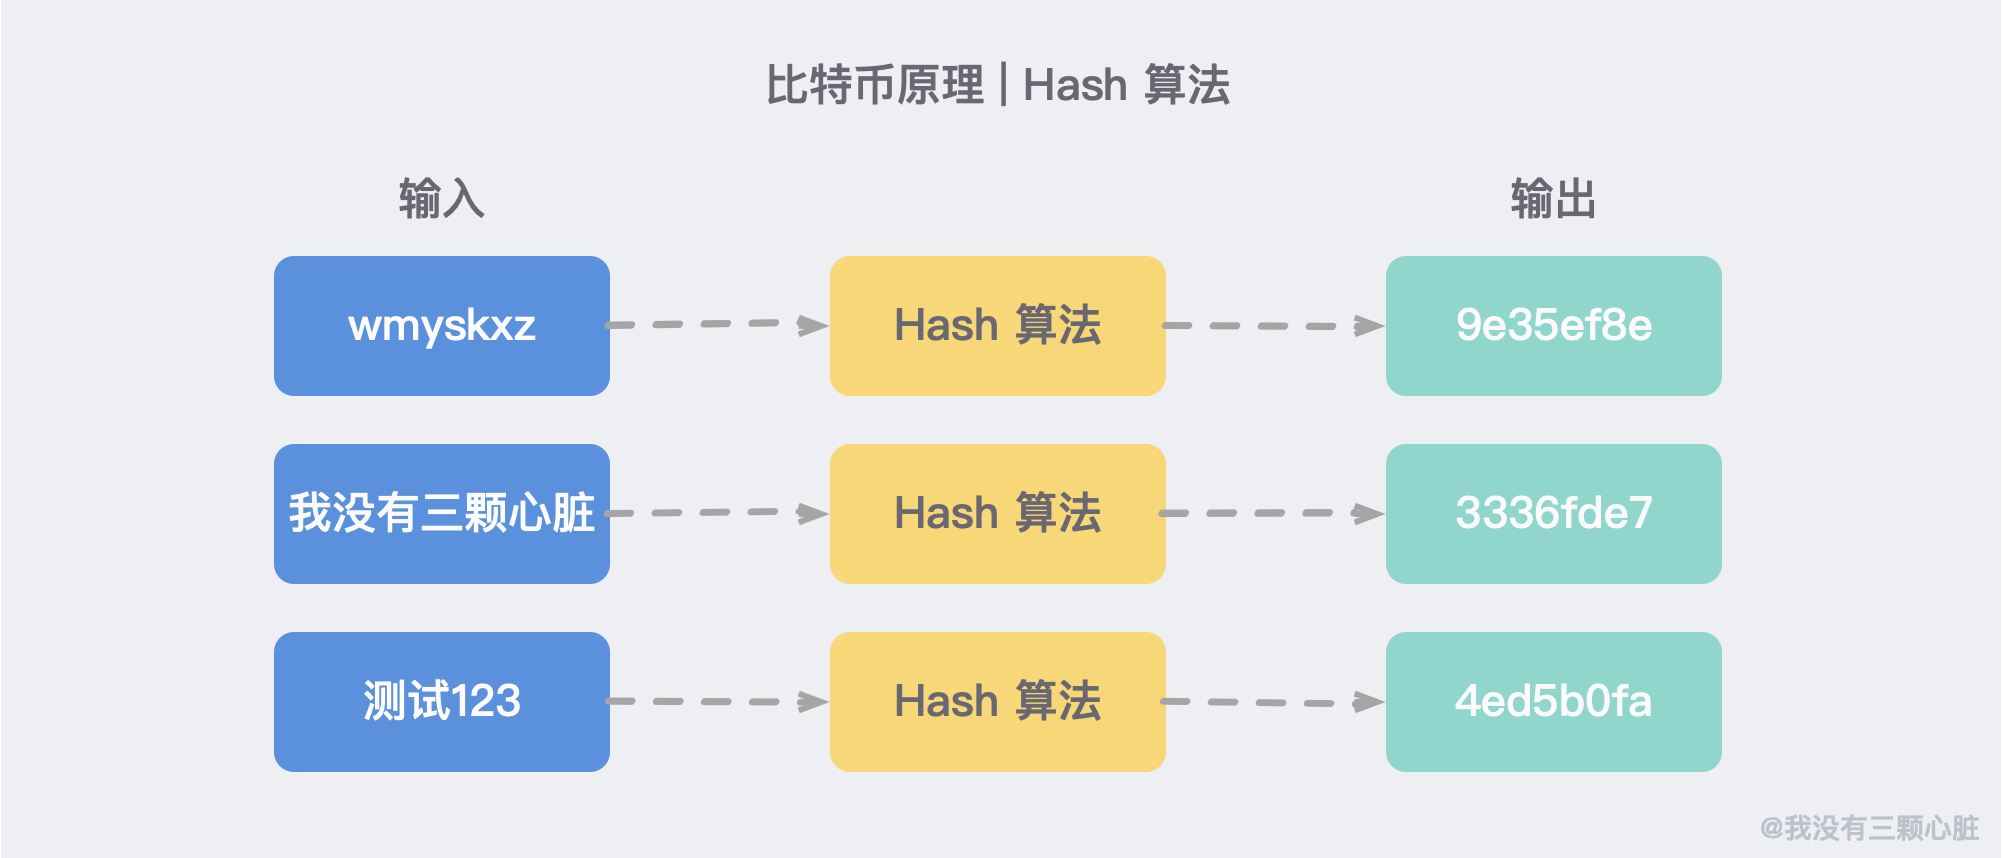 比特币原理 | Hash 算法
输入 输出
wmyskxz Hash 算法 9e35ef8e
我没有三颗心脏 Hash 算法 3336fde7
测试123 Hash 算法 4ed5b0fa
@我没有三颗心脏